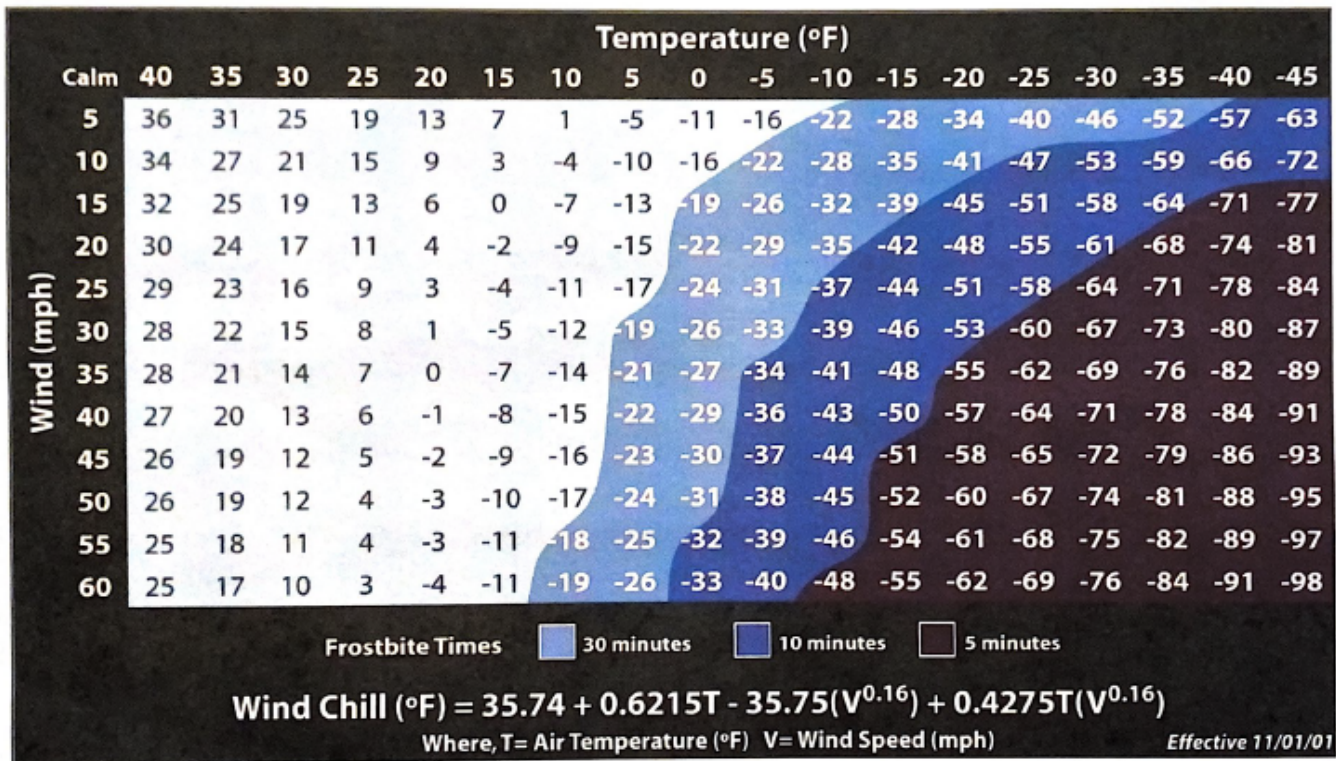 Temperature (ºF)
Calm 40 35 30 25 20 15 10 5 0 -5 -10 -15 -20 -25 -30 -35 -40 -45
5 36 31 25 19 13 7 1 -5 -11 -16 -22 -28 -34 -40 -46 -52 -57 -63
10 34 27 21 15 9 3 -4 -10 -16 -22 -28 -35 -41 -47 -53 -59 -66 -72
15 32 25 19 13 6 0 -7 -13 -19 -26 -32 -39 -45 -51 -58 -64 -71 -77
20 30 24 17 11 4 -2 -9 -15 -22 -29 -35 -42 -48 -55 -61 -68 -74 -81
25 29 23 16 9 3 -4 -11 -17 -24 -31 -37 -44 -51 -58 -64 -71 -78 -84
30 28 22 15 8 1 -5 -12 -19 -26 -33 -39 -46 -53 -60 -67 -73 -80 -87
35 28 21 14 7 0 -7 -14 -21 -27 -34 -41 -48 -55 -62 -69 -76 -82 -89
40 27 20 13 6 -1 -8 -15 -22 -29 -36 -43 -50 -57 -64 -71 -78 -84 -91
45 26 19 12 5 -2 -9 -16 -23 -30 -37 -44 -51 -58 -65 -72 -79 -86 -93
50 26 19 12 4 -3 -10 -17 -24 -31 -38 -45 -52 -60 -67 -74 -81 -88 -95
55 25 18 11 4 -3 -11 -18 -25 -32 -39 -46 -54 -61 -68 -75 -82 -89 -97
60 25 17 10 3 -4 -11 -19 -26 -33 -40 -48 -55 -62 -69 -76 -84 -91 -98
Wind (mph)
Frostbite Times 30 minutes 10 minutes 5 minutes
Wind Chill (ºF) = 35.74 + 0.6215T - 35.75(V^0.16) + 0.4275T(V^0.16)
Where, T= Air Temperature (ºF) V= Wind Speed (mph) Effective 11/01/01